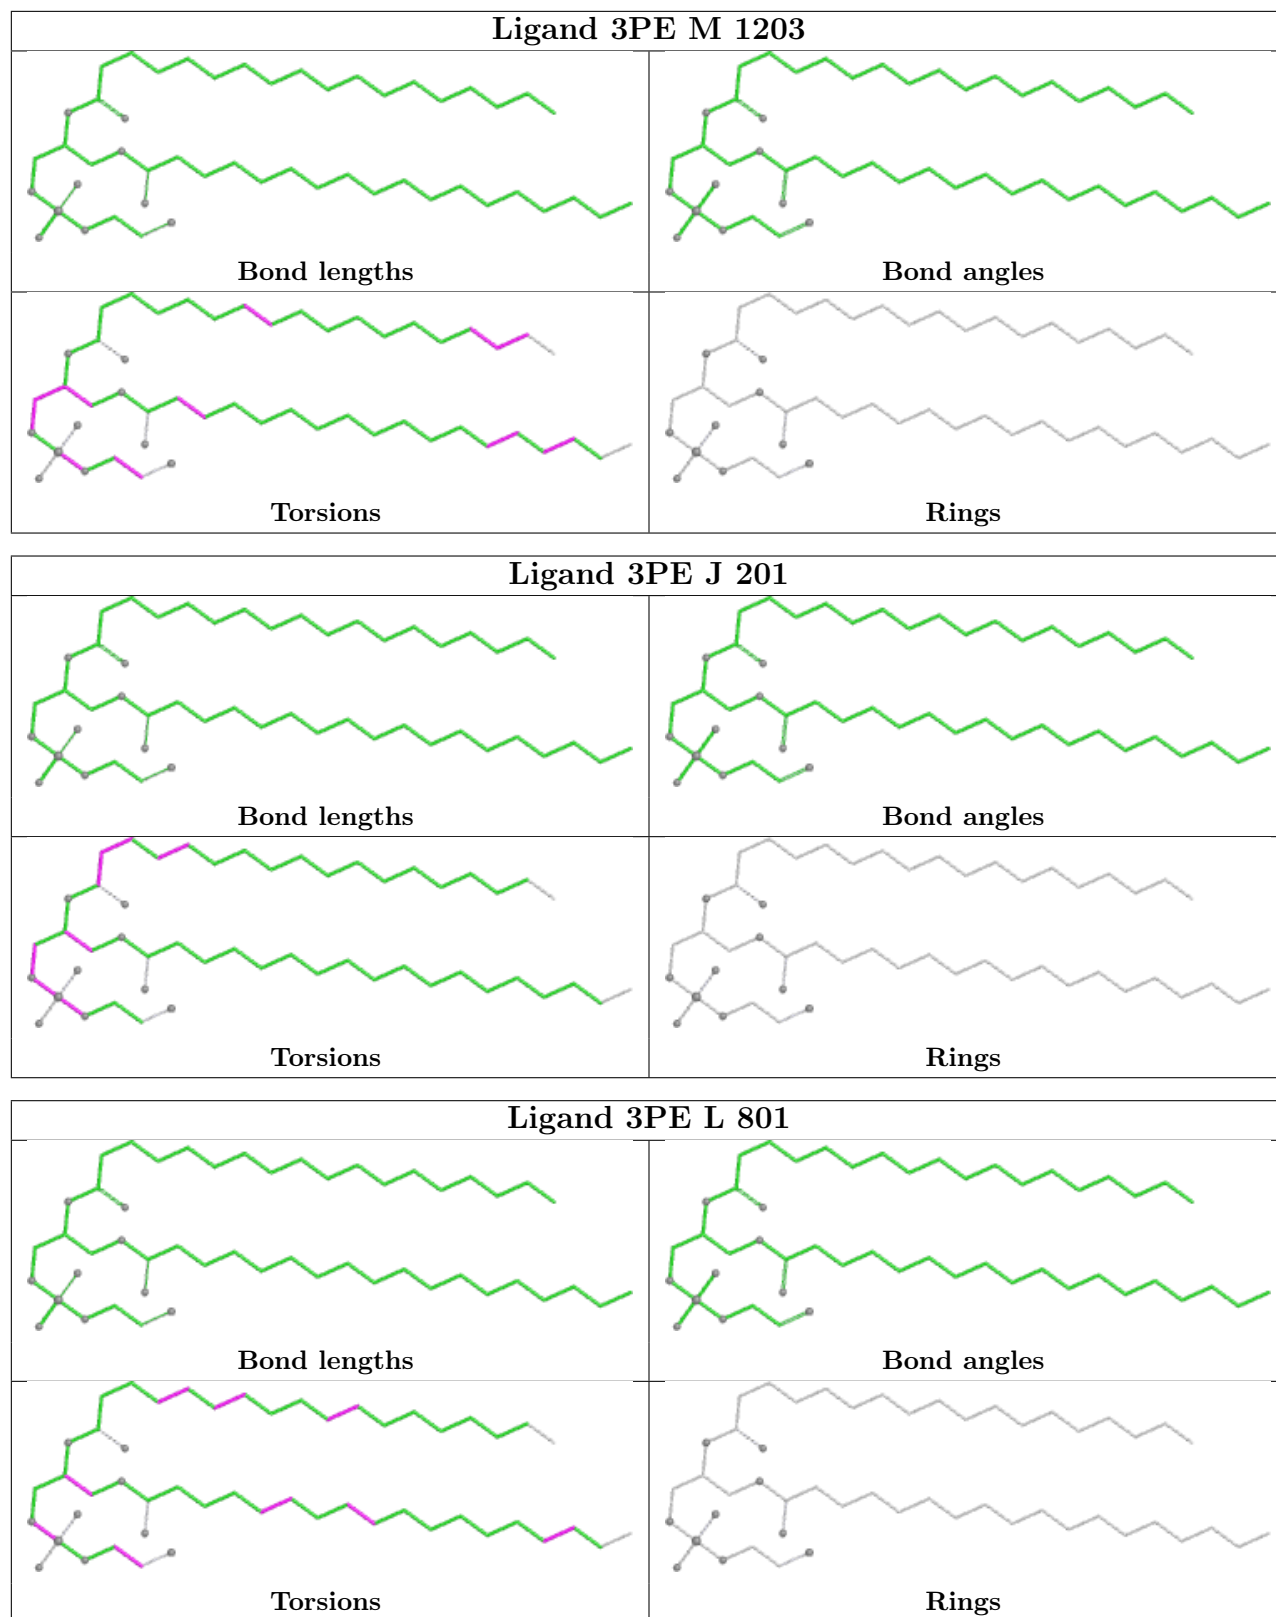 Ligand 3PE M 1203
Bond lengths
Bond angles
Torsions
Rings
Ligand 3PE J 201
Bond lengths
Bond angles
Torsions
Rings
Ligand 3PE L 801
Bond lengths
Bond angles
Torsions
Rings